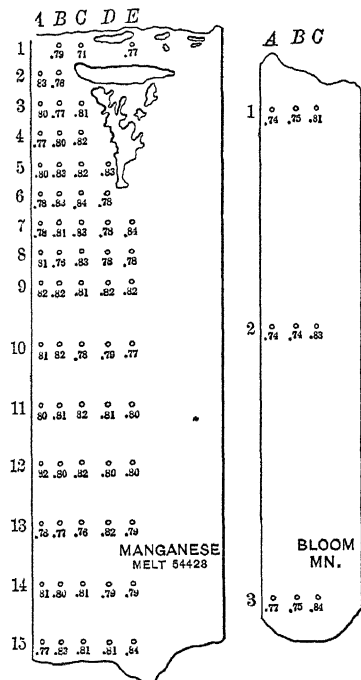 A B C D E
1 .79 71 .77
2 83 .76
3 80 .77 .81
4 .77 .80 .82
5 .80 .83 .82 .83
6 .78 .83 .84 .78
7 .78 .81 .83 .78 .84
8 81 .76 .83 78 .78
9 82 .82 .81 .82 .82
10 81 82 .78 .79 .77
11 80 .81 82 .81 .80
12 .80 .82 .80 .80
13 .78 .77 .76 .82 .79
14 81 .80 .81 .79 .79
15 .77 .83 .81 .81 .84
MANGANESE
MELT 54428
A B C
1 .74 .75 .81
2 .74 .74 .83
3 .77 .75 .84
BLOOM
MN.